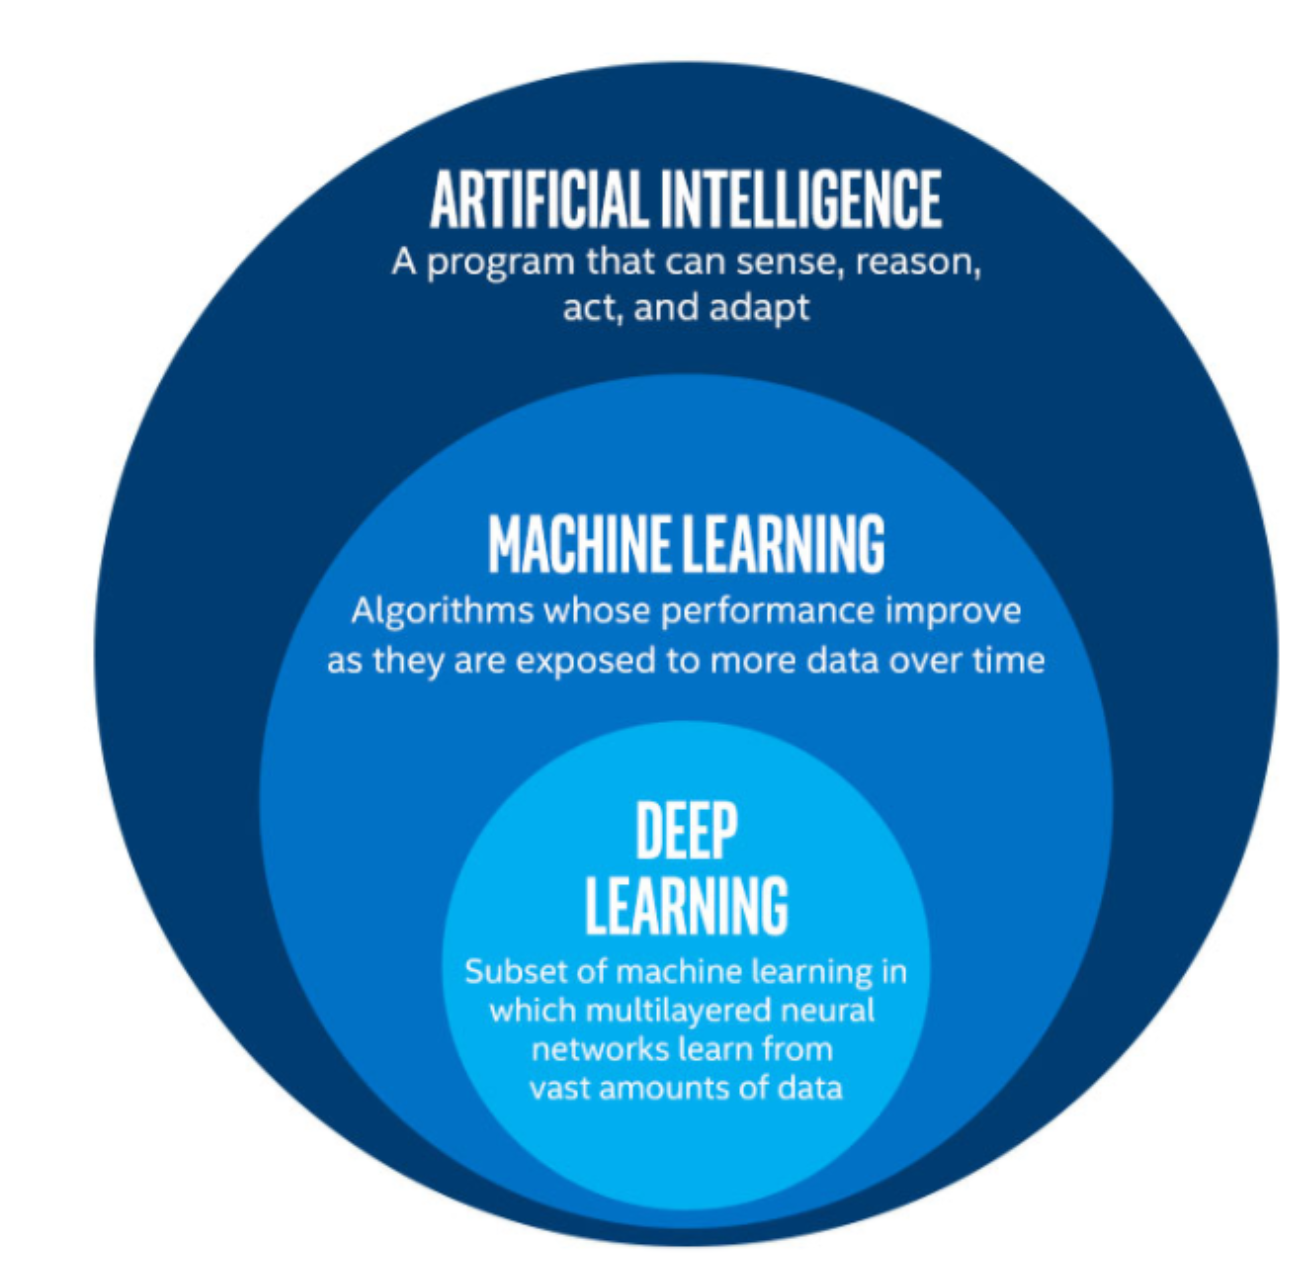 ARTIFICIAL INTELLIGENCE
A program that can sense, reason,
act, and adapt
MACHINE LEARNING
Algorithms whose performance improve
as they are exposed to more data over time
DEEP
LEARNING
Subset of machine learning in
which multilayered neural
networks learn from
vast amounts of data